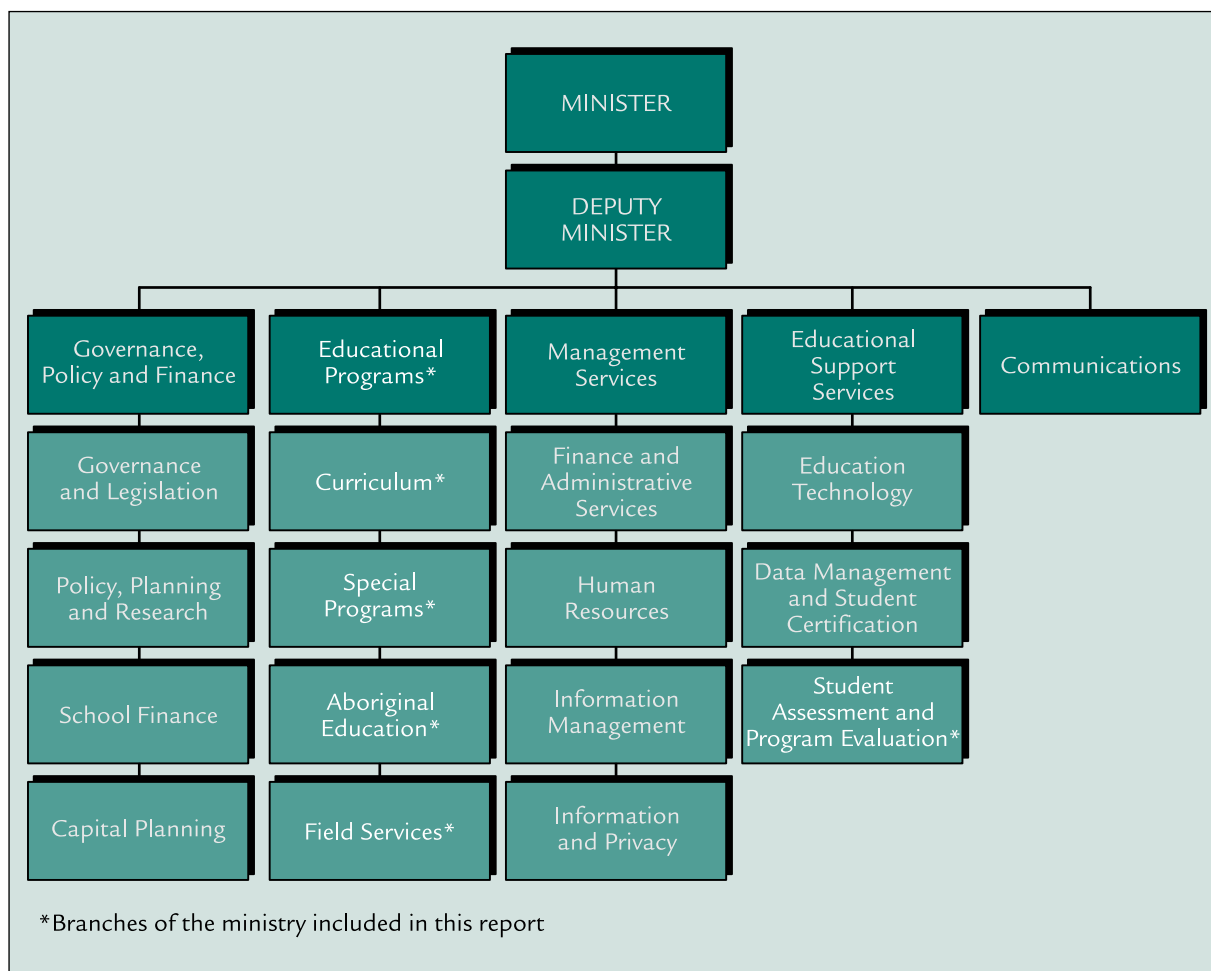 MINISTER
DEPUTY
MINISTER
Governance,
Policy and Finance
Educational
Programs*
Management
Services
Educational
Support
Services
Communications
Governance
and Legislation
Curriculum*
Finance and
Administrative
Services
Education
Technology
Policy, Planning
and Research
Special
Programs*
Human
Resources
Data Management
and Student
Certification
School Finance
Aboriginal
Education*
Information
Management
Student
Assessment and
Program Evaluation*
Capital Planning
Field Services*
Information
and Privacy
*Branches of the ministry included in this report